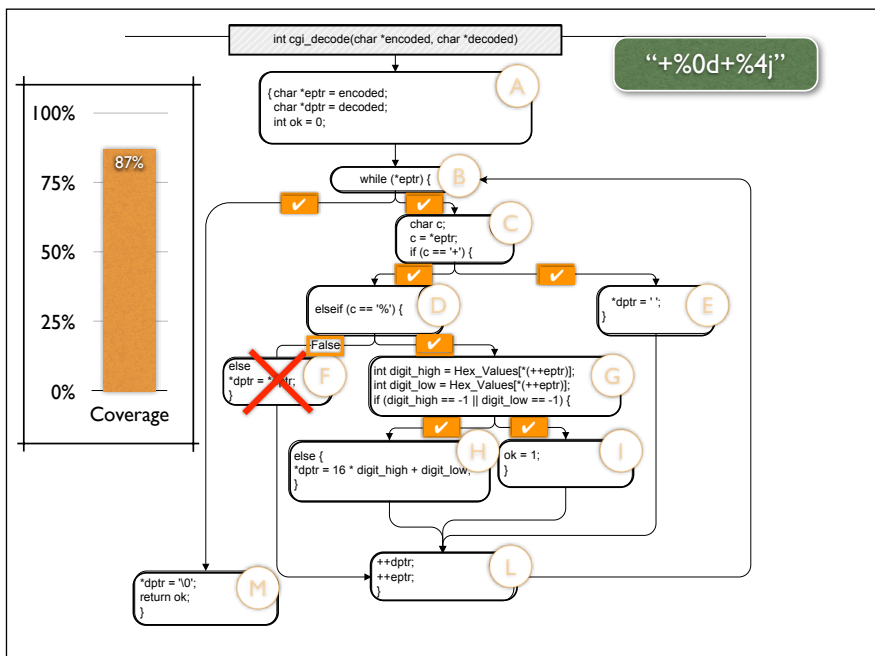 int cgi_decode(char *encoded, char *decoded)
“+%0d+%4j”
{ char *eptr = encoded;
char *dptr = decoded;
int ok = 0;
A
100%
87%
75%
50%
25%
0%
Coverage
while (*eptr) {
B
✔
✔
char c;
c = *eptr;
if (c == '+') {
C
✔
✔
elseif (c == '%') {
D
*dptr = ' ';
}
E
False
✔
else
*dptr =
}
F
int digit_high = Hex_Values[*(++eptr)];
int digit_low = Hex_Values[*(++eptr)];
if (digit_high == -1 || digit_low == -1) {
G
✔
✔
else {
*dptr = 16 * digit_high + digit_low;
}
H
ok = 1;
}
I
*dptr = '\0';
return ok;
}
M
++dptr;
++eptr;
}
L